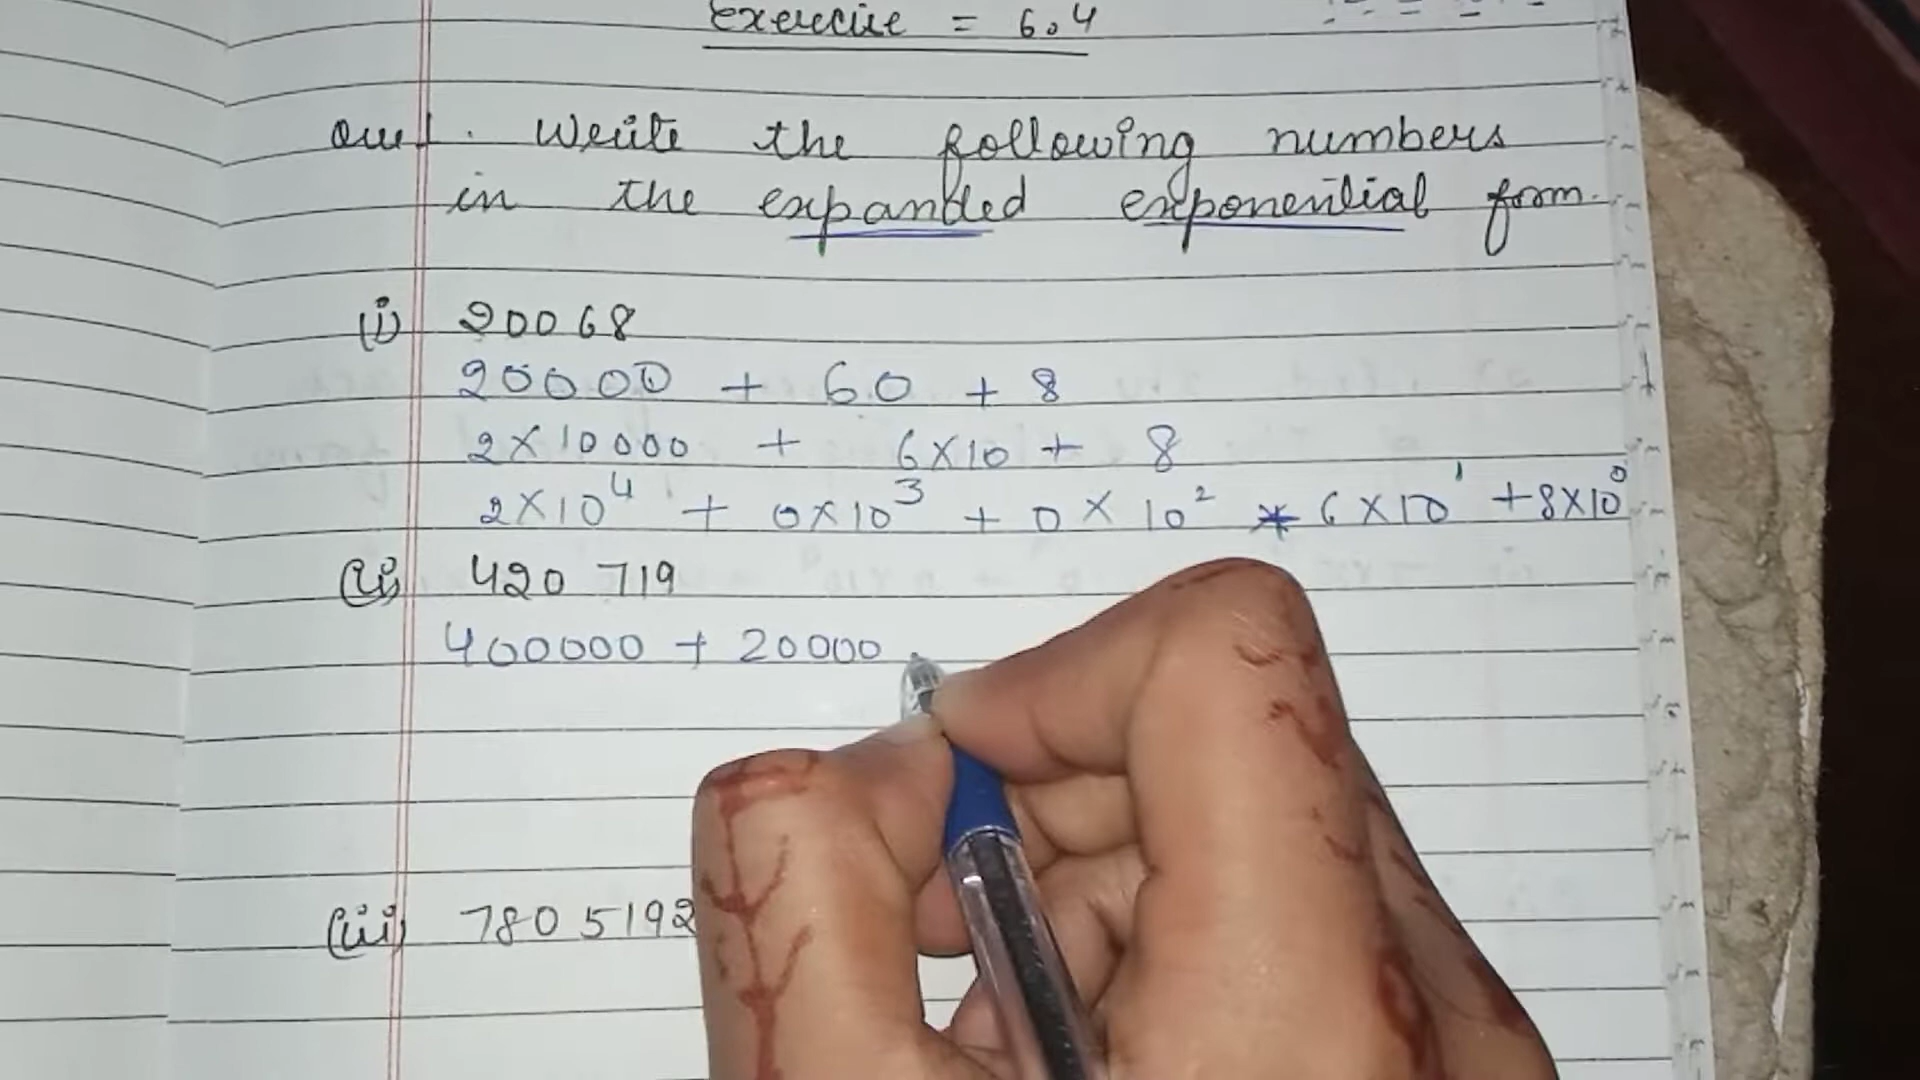 Exercise = 6.4
Que 1. Write the following numbers
in the expanded exponential form.
(i) 20068
20000 + 60 + 8
2×10000 + 6×10 + 8
2×10⁴ + 0×10³ + 0×10² + 6×10¹ + 8×10⁰
(ii) 420 719
400000 + 20000
(iii) 7805192